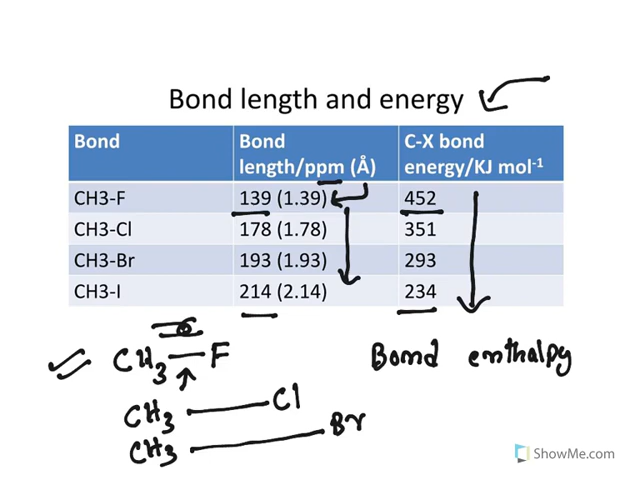 Bond length and energy
Bond Bond length/ppm (Å) C-X bond energy/KJ mol-1
CH3-F 139 (1.39) 452
CH3-Cl 178 (1.78) 351
CH3-Br 193 (1.93) 293
CH3-I 214 (2.14) 234
CH3 F Bond enthalpy
CH3 Cl
CH3 Br
ShowMe.com